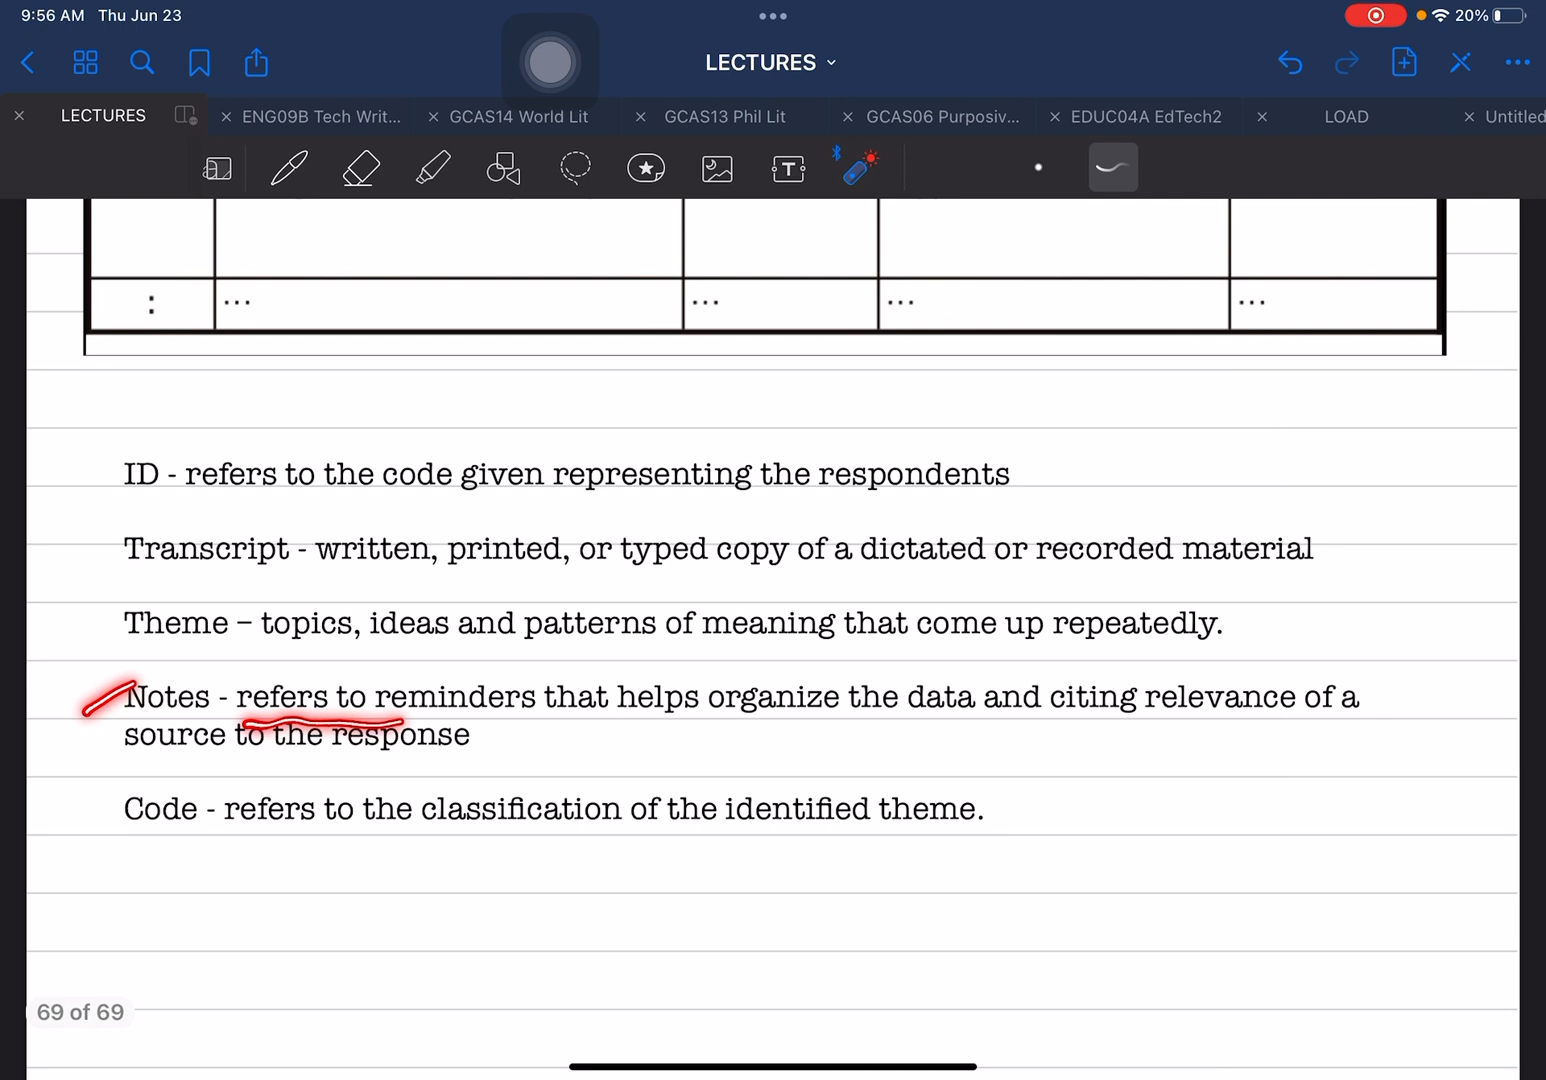 9:56 AM Thu Jun 23
20%
LECTURES
LECTURES
ENG09B Tech Writ...
GCAS14 World Lit
GCAS13 Phil Lit
GCAS06 Purposiv...
EDUC04A EdTech2
LOAD
Untitled
: ... ... ... ...
ID - refers to the code given representing the respondents
Transcript - written, printed, or typed copy of a dictated or recorded material
Theme – topics, ideas and patterns of meaning that come up repeatedly.
Notes - refers to reminders that helps organize the data and citing relevance of a
source to the response
Code - refers to the classification of the identified theme.
69 of 69